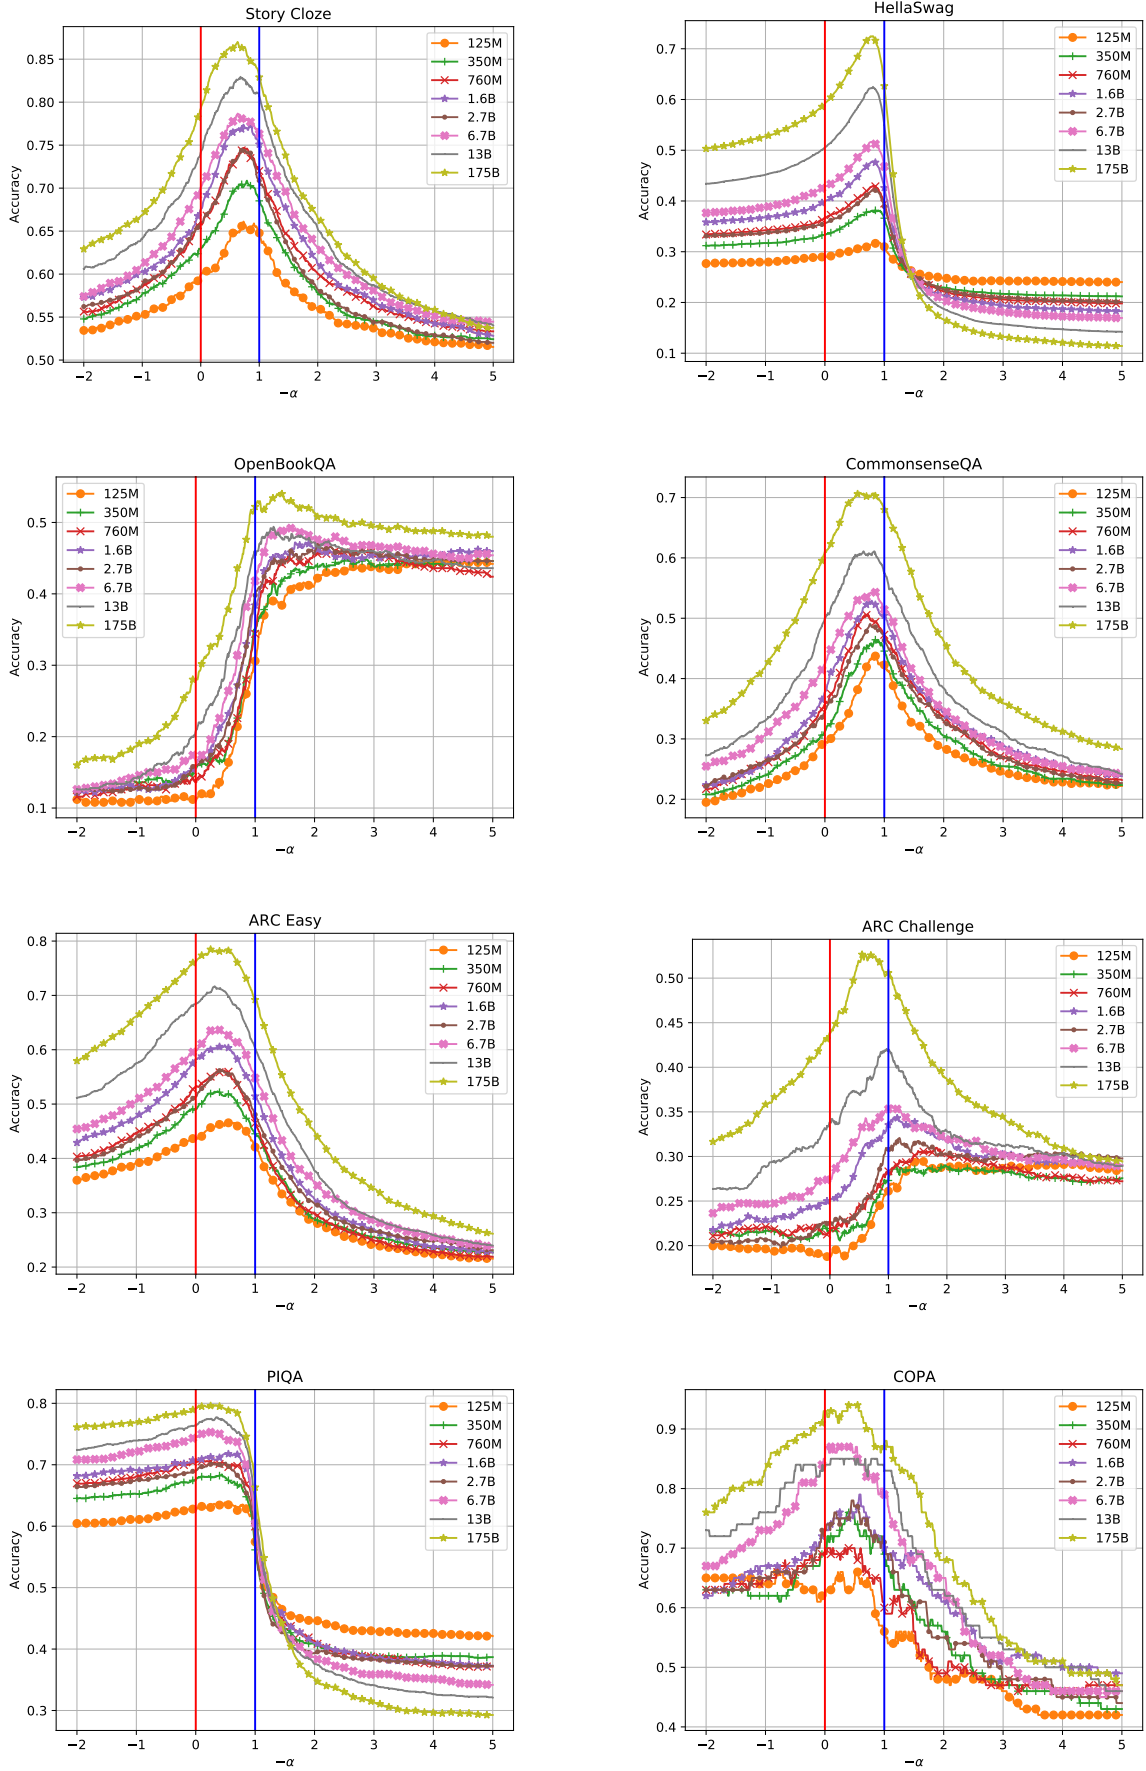 Story Cloze
Accuracy
0.85
0.80
0.75
0.70
0.65
0.60
0.55
0.50
125M
350M
760M
1.6B
2.7B
6.7B
13B
175B
−2 −1 0 1 2 3 4 5
−α
HellaSwag
Accuracy
0.7
0.6
0.5
0.4
0.3
0.2
0.1
125M
350M
760M
1.6B
2.7B
6.7B
13B
175B
−2 −1 0 1 2 3 4 5
−α
OpenBookQA
Accuracy
0.5
0.4
0.3
0.2
0.1
125M
350M
760M
1.6B
2.7B
6.7B
13B
175B
−2 −1 0 1 2 3 4 5
−α
CommonsenseQA
Accuracy
0.7
0.6
0.5
0.4
0.3
0.2
125M
350M
760M
1.6B
2.7B
6.7B
13B
175B
−2 −1 0 1 2 3 4 5
−α
ARC Easy
Accuracy
0.8
0.7
0.6
0.5
0.4
0.3
0.2
125M
350M
760M
1.6B
2.7B
6.7B
13B
175B
−2 −1 0 1 2 3 4 5
−α
ARC Challenge
Accuracy
0.50
0.45
0.40
0.35
0.30
0.25
0.20
125M
350M
760M
1.6B
2.7B
6.7B
13B
175B
−2 −1 0 1 2 3 4 5
−α
PIQA
Accuracy
0.8
0.7
0.6
0.5
0.4
0.3
125M
350M
760M
1.6B
2.7B
6.7B
13B
175B
−2 −1 0 1 2 3 4 5
−α
COPA
Accuracy
0.9
0.8
0.7
0.6
0.5
0.4
125M
350M
760M
1.6B
2.7B
6.7B
13B
175B
−2 −1 0 1 2 3 4 5
−α